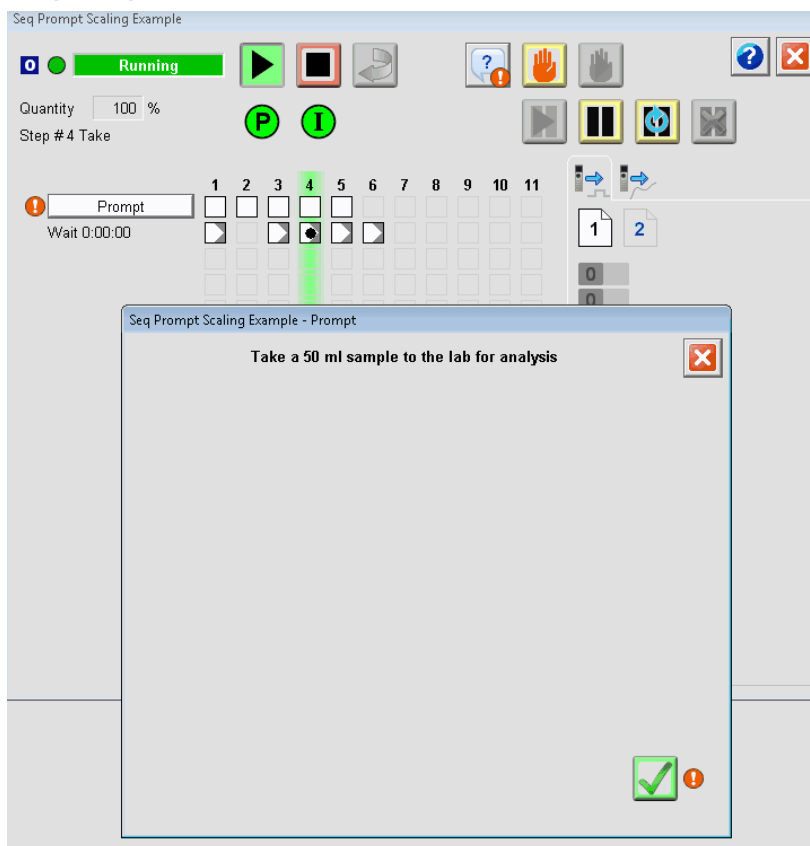 Seq Prompt Scaling Example
O Running
?
Quantity 100 %
P I
Step # 4 Take
1 2 3 4 5 6 7 8 9 10 11
Prompt
Wait 0:00:00
1 2
0
0
Seq Prompt Scaling Example - Prompt
Take a 50 ml sample to the lab for analysis